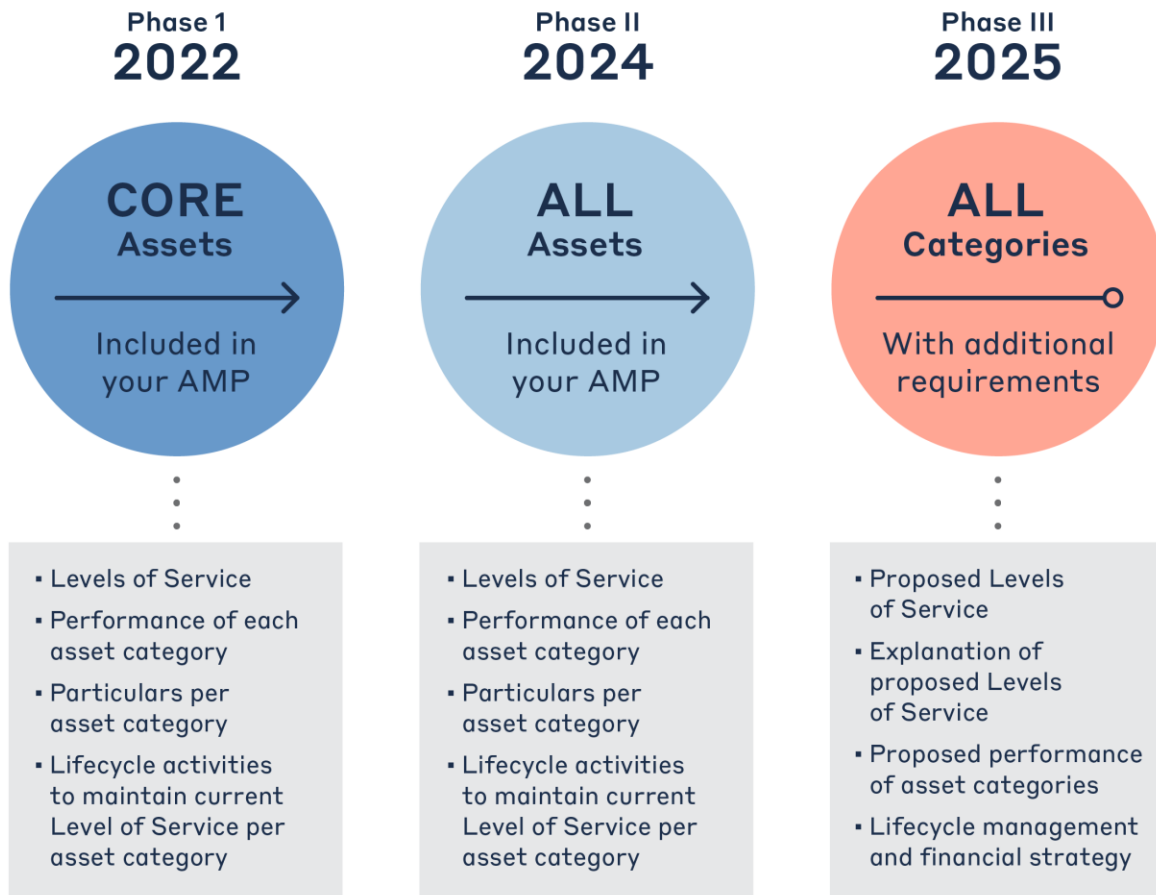 Phase 1
2022
CORE
Assets
Included in
your AMP
▪ Levels of Service
▪ Performance of each
asset category
▪ Particulars per
asset category
▪ Lifecycle activities
to maintain current
Level of Service per
asset category
Phase II
2024
ALL
Assets
Included in
your AMP
▪ Levels of Service
▪ Performance of each
asset category
▪ Particulars per
asset category
▪ Lifecycle activities
to maintain current
Level of Service per
asset category
Phase III
2025
ALL
Categories
With additional
requirements
▪ Proposed Levels
of Service
▪ Explanation of
proposed Levels
of Service
▪ Proposed performance
of asset categories
▪ Lifecycle management
and financial strategy